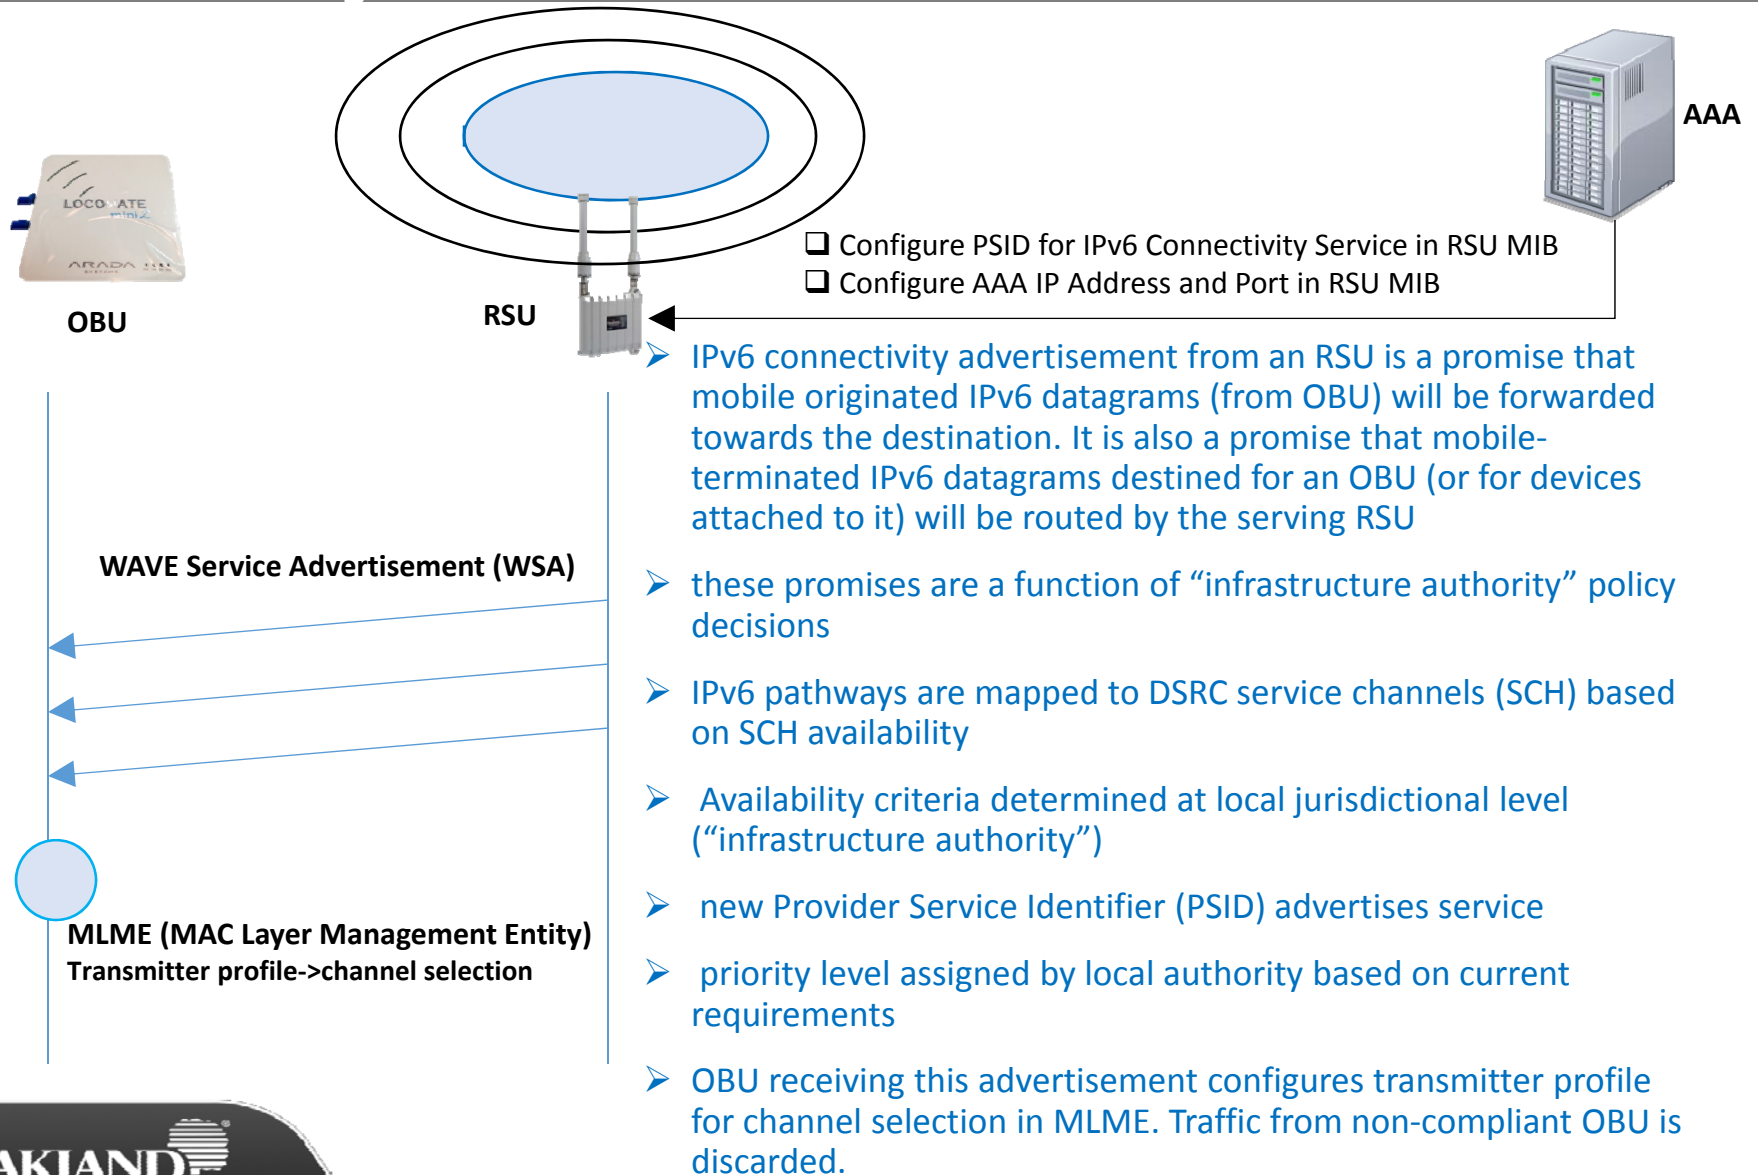 AAA
LOCO ATE
mini2
ARADA
SYSTEMS
OBU
RSU
Configure PSID for IPv6 Connectivity Service in RSU MIB
Configure AAA IP Address and Port in RSU MIB
IPv6 connectivity advertisement from an RSU is a promise that
mobile originated IPv6 datagrams (from OBU) will be forwarded
towards the destination. It is also a promise that mobile-
terminated IPv6 datagrams destined for an OBU (or for devices
attached to it) will be routed by the serving RSU
WAVE Service Advertisement (WSA)
these promises are a function of “infrastructure authority” policy
decisions
IPv6 pathways are mapped to DSRC service channels (SCH) based
on SCH availability
Availability criteria determined at local jurisdictional level
(“infrastructure authority”)
new Provider Service Identifier (PSID) advertises service
MLME (MAC Layer Management Entity)
Transmitter profile->channel selection
priority level assigned by local authority based on current
requirements
OBU receiving this advertisement configures transmitter profile
for channel selection in MLME. Traffic from non-compliant OBU is
discarded.
AKLAND